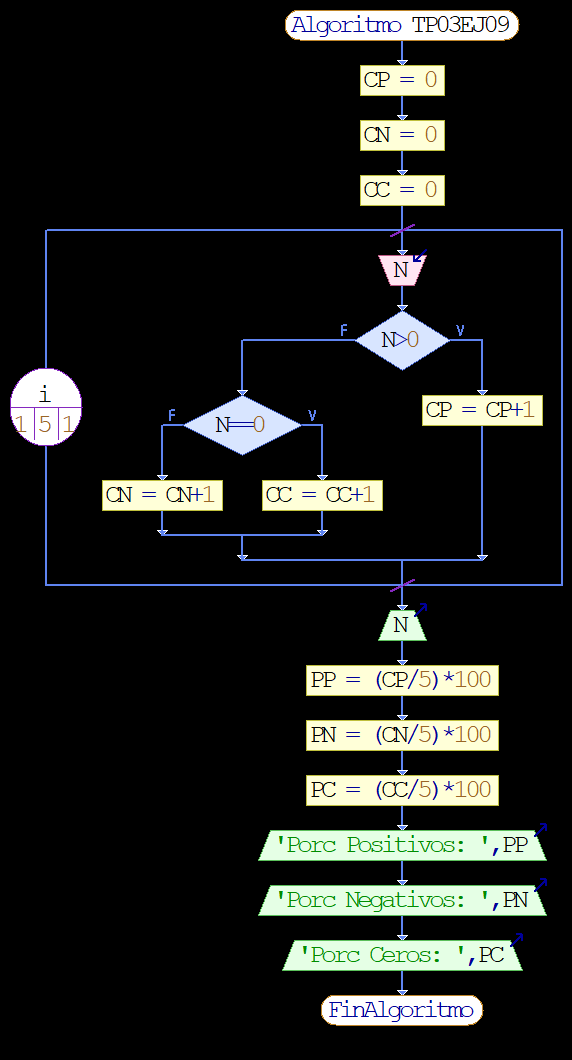 Algoritmo TP03EJ09
CP = 0
CN = 0
CC = 0
N
F N>0 V
i
1 5 1
CP = CP+1
F N==0 V
CN = CN+1
CC = CC+1
N
PP = (CP/5)*100
PN = (CN/5)*100
PC = (CC/5)*100
'Porc Positivos: ',PP
'Porc Negativos: ',PN
'Porc Ceros: ',PC
FinAlgoritmo